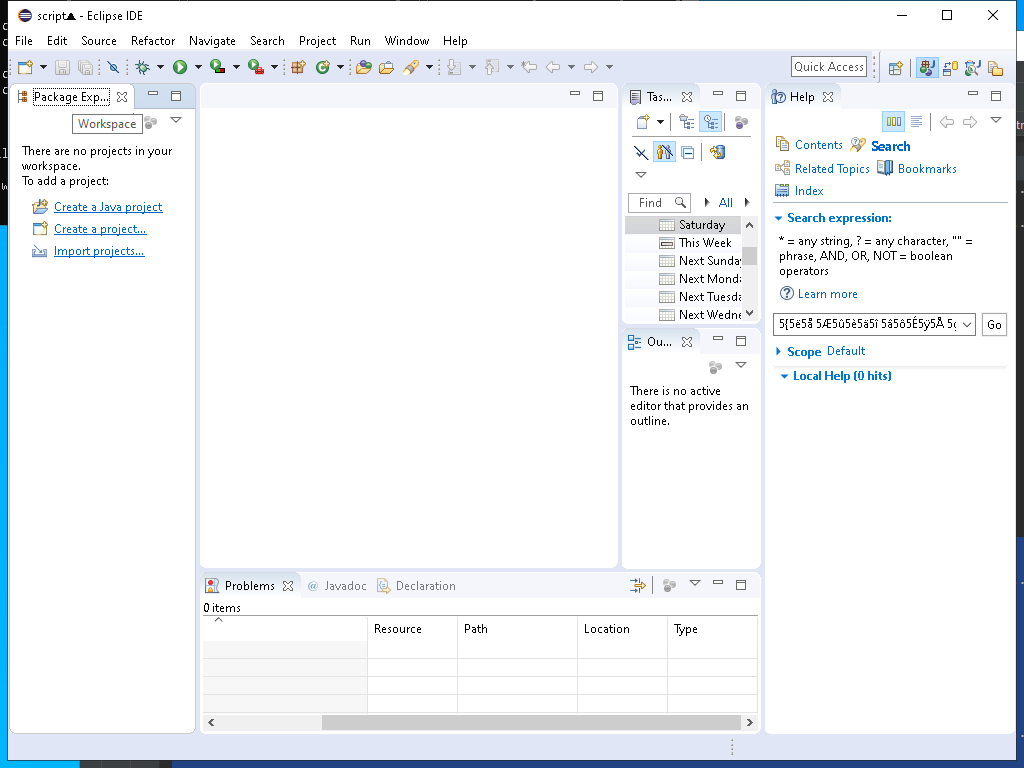 script▲ - Eclipse IDE
File Edit Source Refactor Navigate Search Project Run Window Help
Quick Access
Package Exp...
Workspace
There are no projects in your
workspace.
To add a project:
Create a Java project
Create a project...
Import projects...
Tas...
Find
All
Saturday
This Week
Next Sunday
Next Monda
Next Tuesda
Next Wedne
Ou...
There is no active
editor that provides an
outline.
Help
Contents Search
Related Topics Bookmarks
Index
Search expression:
* = any string, ? = any character, "" =
phrase, AND, OR, NOT = boolean
operators
Learn more
Go
Scope Default
Local Help (0 hits)
Problems @ Javadoc Declaration
0 items
Resource Path Location Type